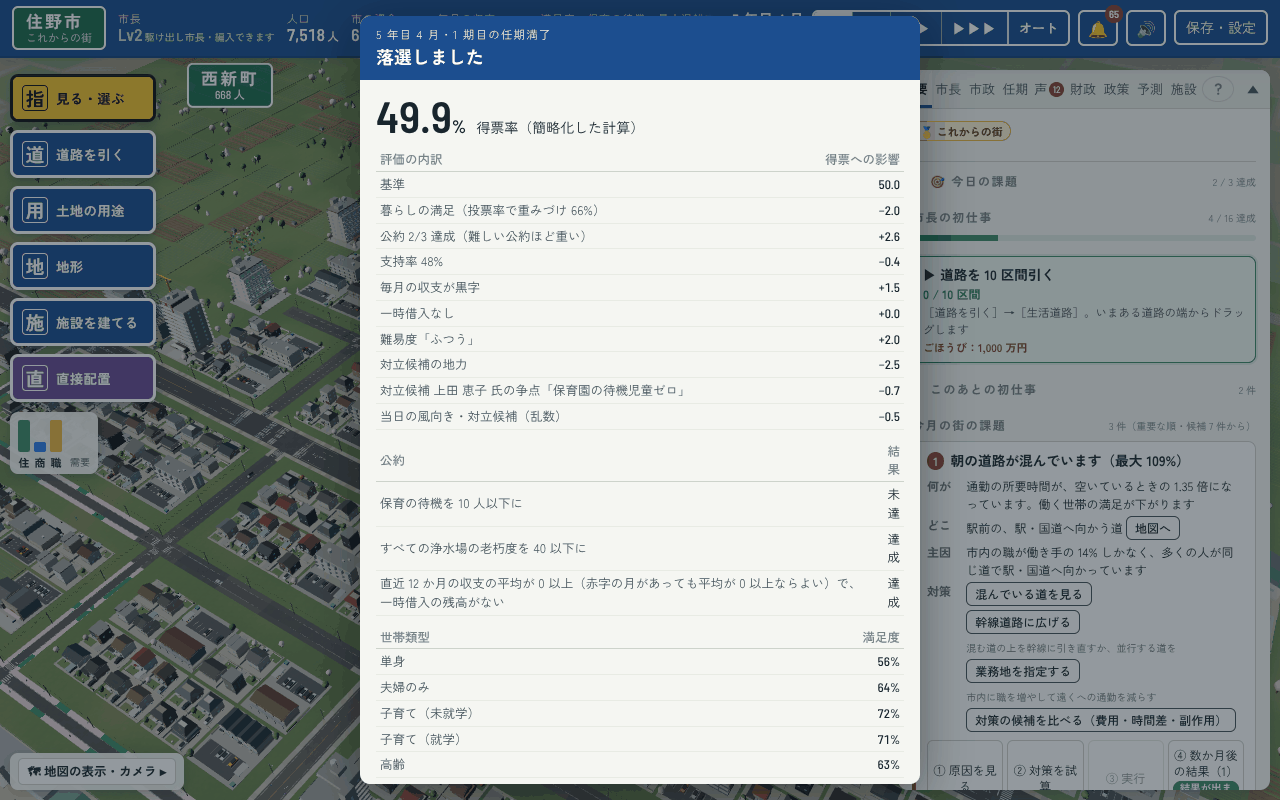 住野市
これからの街
市長
Lv2 駆け出し市長・編入できます
人口
7,518 人
▶▶▶
オート
65
保存・設定
西新町
668 人
指 見る・選ぶ
道 道路を引く
用 土地の用途
地 地形
施 施設を建てる
直 直接配置
住 商 職 需要
地図の表示・カメラ ▸
5 年目 4 月・1 期目の任期満了
落選しました
49.9% 得票率（簡略化した計算）
評価の内訳 得票への影響
基準 50.0
暮らしの満足（投票率で重みづけ 66%） −2.0
公約 2/3 達成（難しい公約ほど重い） +2.6
支持率 48% −0.4
毎月の収支が黒字 +1.5
一時借入なし +0.0
難易度「ふつう」 +2.0
対立候補の地力 −2.5
対立候補 上田 恵子 氏の争点「保育園の待機児童ゼロ」 −0.7
当日の風向き・対立候補（乱数） −0.5
公約 結果
保育の待機を 10 人以下に 未達
すべての浄水場の老朽度を 40 以下に 達成
直近 12 か月の収支の平均が 0 以上（赤字の月があっても平均が 0 以上ならよい）で、
一時借入の残高がない 達成
世帯類型 満足度
単身 56%
夫婦のみ 64%
子育て（未就学） 72%
子育て（就学） 71%
高齢 63%
市長 市政 任期 声 12 財政 政策 予測 施設 ? ▲
これからの街
今日の課題 2 / 3 達成
長の初仕事 4 / 16 達成
▶ 道路を 10 区間引く
0 / 10 区間
［道路を引く］→［生活道路］。いまある道路の端からドラッ
グします
ごほうび：1,000 万円
このあとの初仕事 2 件
月の街の課題 3 件（重要な順・候補 7 件から）
1 朝の道路が混んでいます（最大 109%）
何が 通勤の所要時間が、空いているときの 1.35 倍にな
っています。働く世帯の満足が下がります
どこ 駅前の、駅・国道へ向かう道 地図へ
主因 市内の職が働き手の 14% しかなく、多くの人が同
じ道で駅・国道へ向かっています
対策 混んでいる道を見る
幹線道路に広げる
混む道の上を幹線に引き直すか、並行する道を
業務地を指定する
市内に職を増やして遠くへの通勤を減らす
対策の候補を比べる（費用・時間差・副作用）
① 原因を見る
② 対策を試算
③ 実行
④ 数か月後の結果（1）